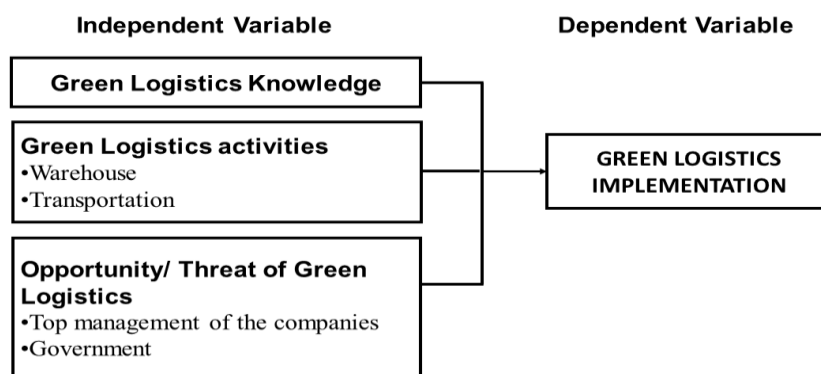 Independent Variable
Dependent Variable
Green Logistics Knowledge
Green Logistics activities
•Warehouse
•Transportation
Opportunity/ Threat of Green
Logistics
•Top management of the companies
•Government
GREEN LOGISTICS
IMPLEMENTATION